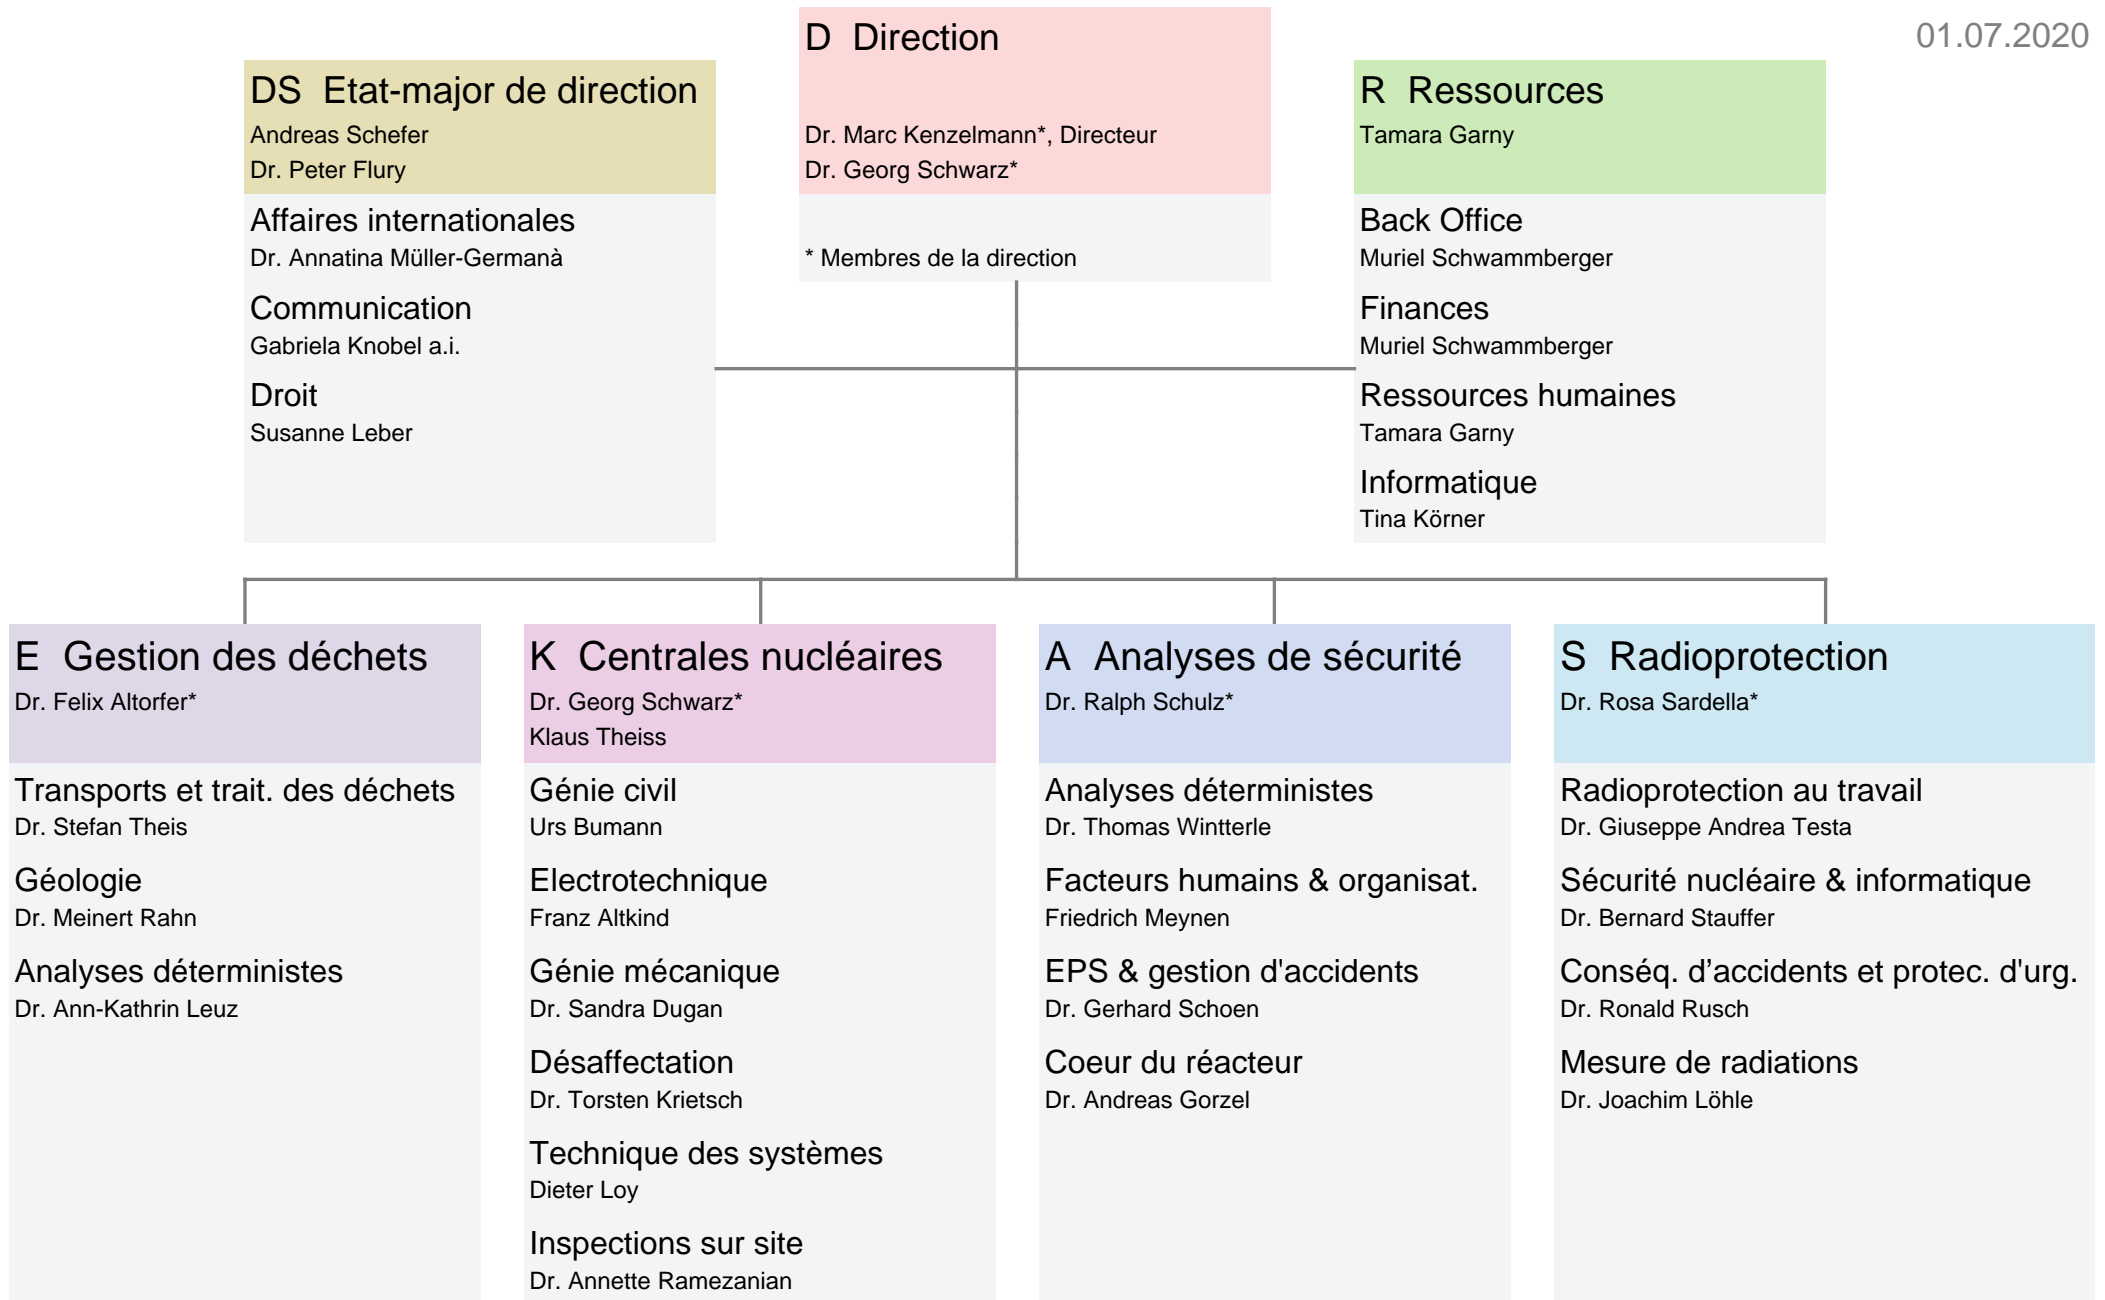 01.07.2020
D Direction
Dr. Marc Kenzelmann*, Directeur
Dr. Georg Schwarz*
* Membres de la direction
DS Etat-major de direction
Andreas Schefer
Dr. Peter Flury
Affaires internationales
Dr. Annatina Müller-Germanà
Communication
Gabriela Knobel a.i.
Droit
Susanne Leber
R Ressources
Tamara Garny
Back Office
Muriel Schwammberger
Finances
Muriel Schwammberger
Ressources humaines
Tamara Garny
Informatique
Tina Körner
E Gestion des déchets
Dr. Felix Altorfer*
Transports et trait. des déchets
Dr. Stefan Theis
Géologie
Dr. Meinert Rahn
Analyses déterministes
Dr. Ann-Kathrin Leuz
K Centrales nucléaires
Dr. Georg Schwarz*
Klaus Theiss
Génie civil
Urs Bumann
Electrotechnique
Franz Altkind
Génie mécanique
Dr. Sandra Dugan
Désaffectation
Dr. Torsten Krietsch
Technique des systèmes
Dieter Loy
Inspections sur site
Dr. Annette Ramezanian
A Analyses de sécurité
Dr. Ralph Schulz*
Analyses déterministes
Dr. Thomas Wintterle
Facteurs humains & organisat.
Friedrich Meynen
EPS & gestion d'accidents
Dr. Gerhard Schoen
Coeur du réacteur
Dr. Andreas Gorzel
S Radioprotection
Dr. Rosa Sardella*
Radioprotection au travail
Dr. Giuseppe Andrea Testa
Sécurité nucléaire & informatique
Dr. Bernard Stauffer
Conséq. d’accidents et protec. d'urg.
Dr. Ronald Rusch
Mesure de radiations
Dr. Joachim Löhle